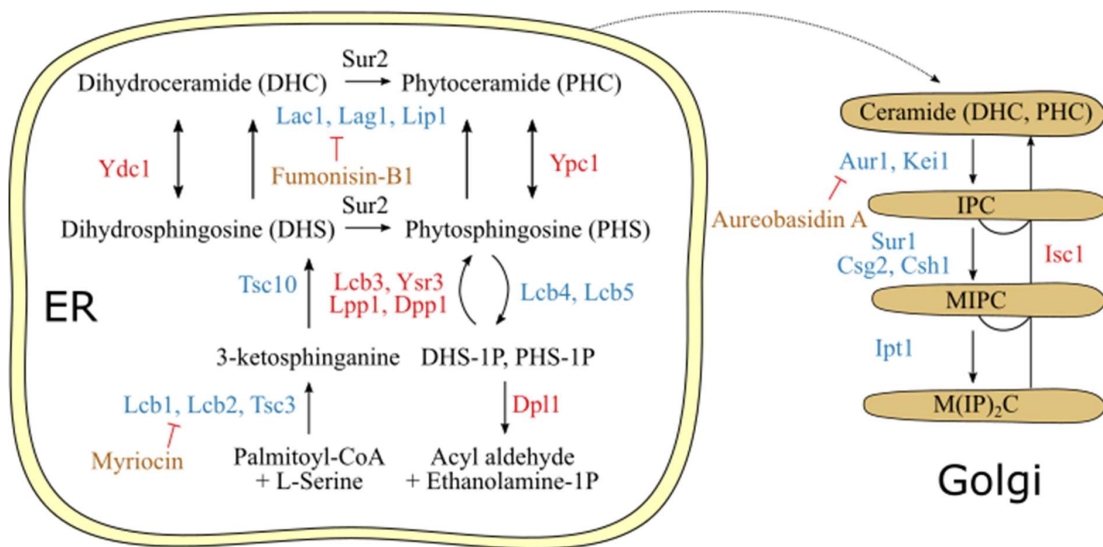 Sur2
Dihydroceramide (DHC)
Phytoceramide (PHC)
Lac1, Lag1, Lip1
Ydc1
Fumonisin-B1
Ypc1
Sur2
Dihydrosphingosine (DHS)
Phytosphingosine (PHS)
Tsc10
Lcb3, Ysr3
Lpp1, Dpp1
Lcb4, Lcb5
ER
3-ketosphinganine
DHS-1P, PHS-1P
Lcb1, Lcb2, Tsc3
Dpl1
Myriocin
Palmitoyl-CoA
+ L-Serine
Acyl aldehyde
+ Ethanolamine-1P
Ceramide (DHC, PHC)
Aur1, Kei1
Aureobasidin A
IPC
Sur1
Csg2, Csh1
Isc1
MIPC
Ipt1
M(IP)₂C
Golgi